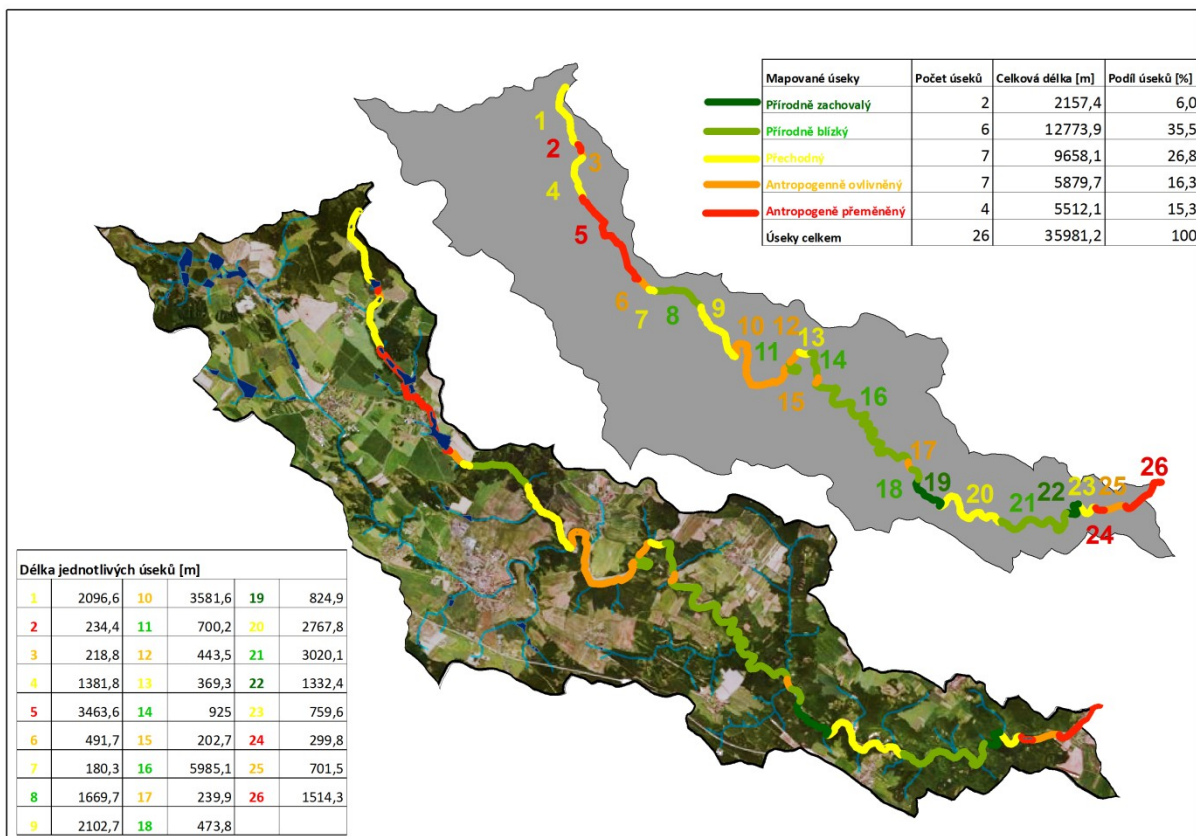 Mapované úseky Počet úseků Celková délka [m] Podíl úseků [%]
Přírodně zachovalý 2 2157,4 6,0
Přírodně blízký 6 12773,9 35,5
Přechodný 7 9658,1 26,8
Antropogenně ovlivněný 7 5879,7 16,3
Antropogeně přeměněný 4 5512,1 15,3
Úseky celkem 26 35981,2 100
1
2
3
4
5
6
7
8
9
10
11
12
13
14
15
16
17
18
19
20
21
22
23
24
25
26
Délka jednotlivých úseků [m]
1 2096,6 10 3581,6 19 824,9
2 234,4 11 700,2 20 2767,8
3 218,8 12 443,5 21 3020,1
4 1381,8 13 369,3 22 1332,4
5 3463,6 14 925 23 759,6
6 491,7 15 202,7 24 299,8
7 180,3 16 5985,1 25 701,5
8 1669,7 17 239,9 26 1514,3
9 2102,7 18 473,8